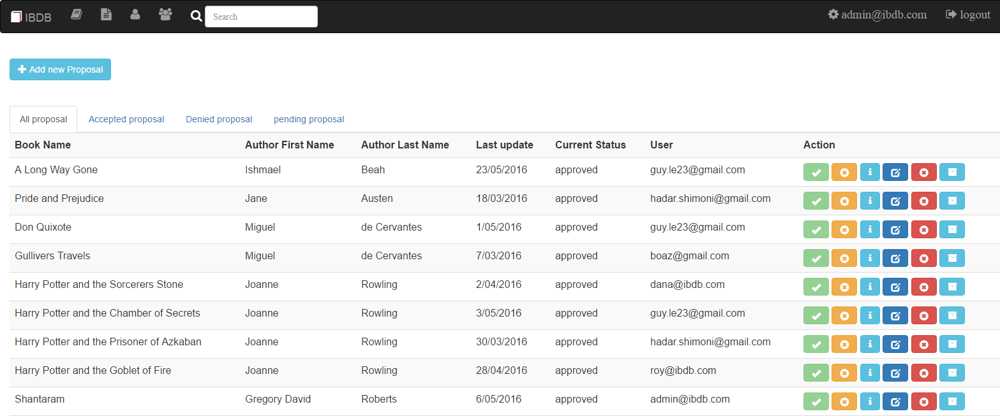 IBDB Search admin@ibdb.com logout
Add new Proposal
All proposal Accepted proposal Denied proposal pending proposal
Book Name Author First Name Author Last Name Last update Current Status User Action
A Long Way Gone Ishmael Beah 23/05/2016 approved guy.le23@gmail.com
Pride and Prejudice Jane Austen 18/03/2016 approved hadar.shimoni@gmail.com
Don Quixote Miguel de Cervantes 1/05/2016 approved guy.le23@gmail.com
Gullivers Travels Miguel de Cervantes 7/03/2016 approved boaz@gmail.com
Harry Potter and the Sorcerers Stone Joanne Rowling 2/04/2016 approved dana@ibdb.com
Harry Potter and the Chamber of Secrets Joanne Rowling 3/05/2016 approved guy.le23@gmail.com
Harry Potter and the Prisoner of Azkaban Joanne Rowling 30/03/2016 approved hadar.shimoni@gmail.com
Harry Potter and the Goblet of Fire Joanne Rowling 28/04/2016 approved roy@ibdb.com
Shantaram Gregory David Roberts 6/05/2016 approved admin@ibdb.com